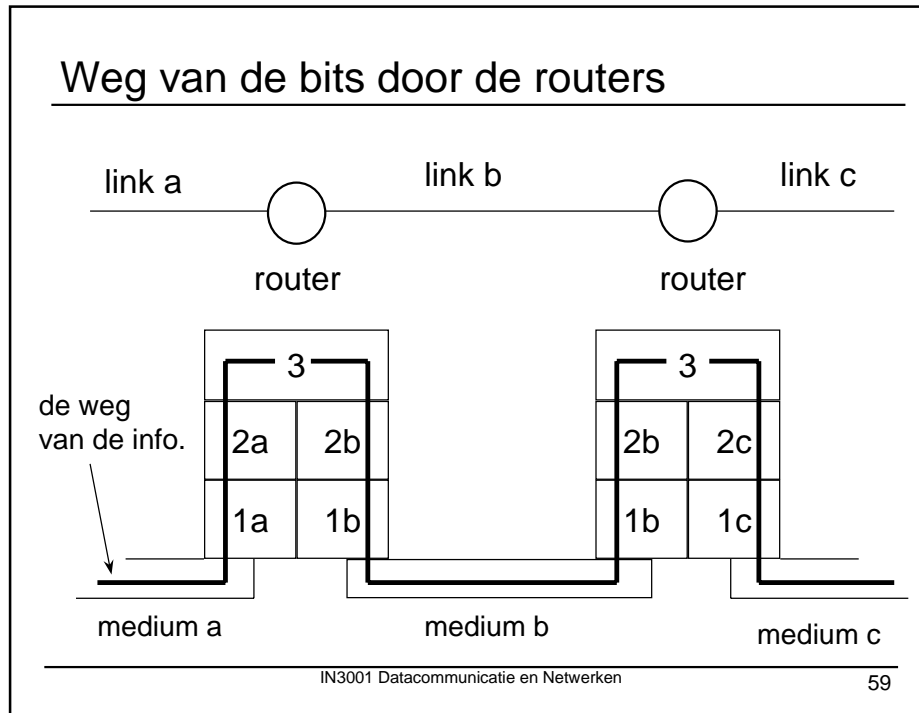 Weg van de bits door de routers
link a
link b
link c
router
router
de weg
van de info.
3
3
2a
2b
2b
2c
1a
1b
1b
1c
medium a
medium b
medium c
IN3001 Datacommunicatie en Netwerken
59